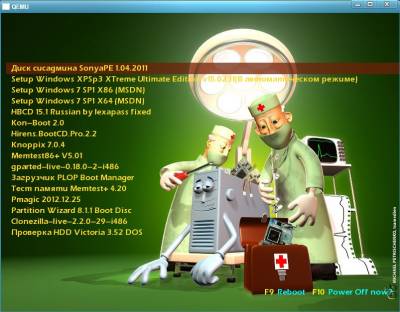 QEMU
Диск сисадмина SonyaPE 1.04.2011
Setup Windows XPSp3 XTreme Ultimate Edition v15.02.11(В автоматическом режиме)
Setup Windows 7 SP1 X86 (MSDN)
Setup Windows 7 SP1 X64 (MSDN)
HBCD 15.1 Russian by lexapass fixed
Kon-Boot 2.0
Hirens.BootCD.Pro.2.2
Knoppix 7.0.4
Memtest86+ V5.01
gparted-live-0.18.0-2-i486
Загрузчик PLOP Boot Manager
Тест памяти Memtest+ 4.20
Pmagic 2012.12.25
Partition Wizard 8.1.1 Boot Disc
Clonezilla-live-2.2.0-29-i486
Проверка HDD Victoria 3.52 DOS
F9 Reboot F10 Power Off now?